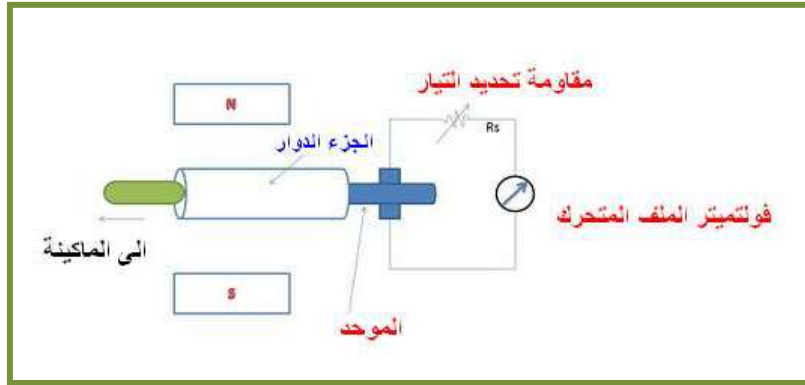 مقاومة تحديد التيار
N
Rs
الجزء الدوار
فولتميتر الملف المتحرك
الى الماكينة
S
الموحد